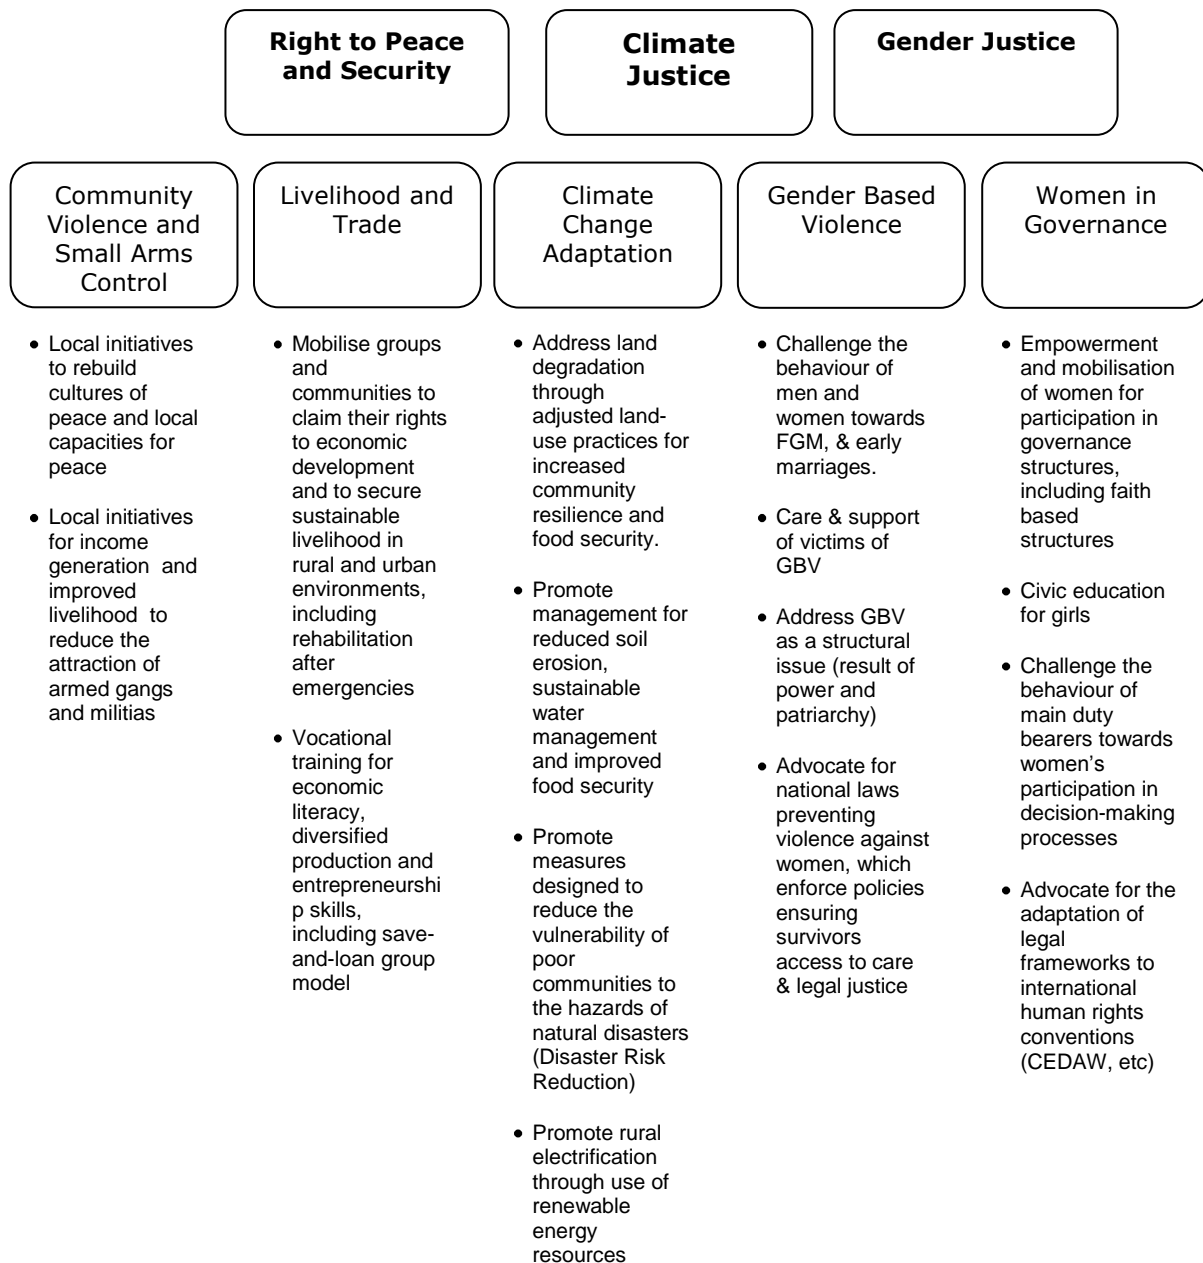 Right to Peace
and Security
Climate
Justice
Gender Justice
Community
Violence and
Small Arms
Control
Livelihood and
Trade
Climate
Change
Adaptation
Gender Based
Violence
Women in
Governance
• Local initiatives
to rebuild
cultures of
peace and local
capacities for
peace
• Local initiatives
for income
generation and
improved
livelihood to
reduce the
attraction of
armed gangs
and militias
• Mobilise groups
and
communities to
claim their rights
to economic
development
and to secure
sustainable
livelihood in
rural and urban
environments,
including
rehabilitation
after
emergencies
• Vocational
training for
economic
literacy,
diversified
production and
entrepreneurshi
p skills,
including save-
and-loan group
model
• Address land
degradation
through
adjusted land-
use practices for
increased
community
resilience and
food security.
• Promote
management for
reduced soil
erosion,
sustainable
water
management
and improved
food security
• Promote
measures
designed to
reduce the
vulnerability of
poor
communities to
the hazards of
natural disasters
(Disaster Risk
Reduction)
• Promote rural
electrification
through use of
renewable
energy
resources
• Challenge the
behaviour of
men and
women towards
FGM, & early
marriages.
• Care & support
of victims of
GBV
• Address GBV
as a structural
issue (result of
power and
patriarchy)
• Advocate for
national laws
preventing
violence against
women, which
enforce policies
ensuring
survivors
access to care
& legal justice
• Empowerment
and mobilisation
of women for
participation in
governance
structures,
including faith
based
structures
• Civic education
for girls
• Challenge the
behaviour of
main duty
bearers towards
women’s
participation in
decision-making
processes
• Advocate for the
adaptation of
legal
frameworks to
international
human rights
conventions
(CEDAW, etc)